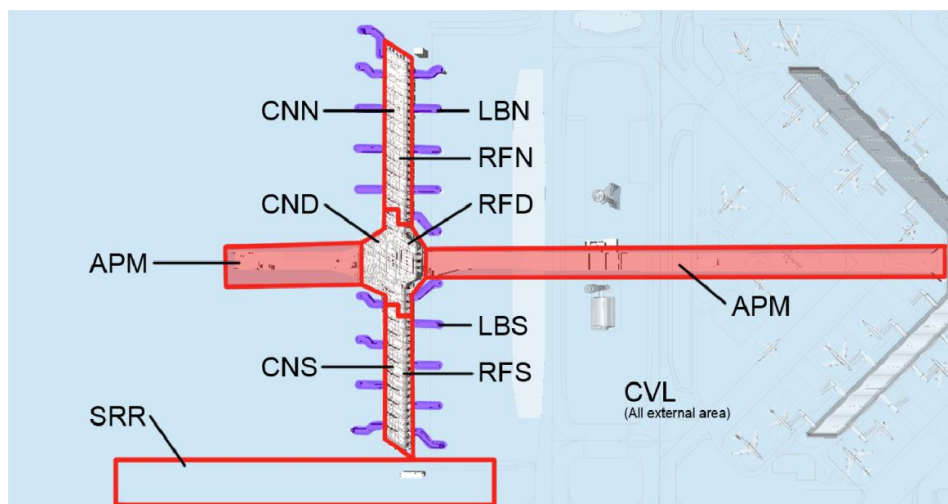 CNN
LBN
RFN
CND
RFD
APM
APM
LBS
CNS
RFS
CVL
(All external area)
SRR